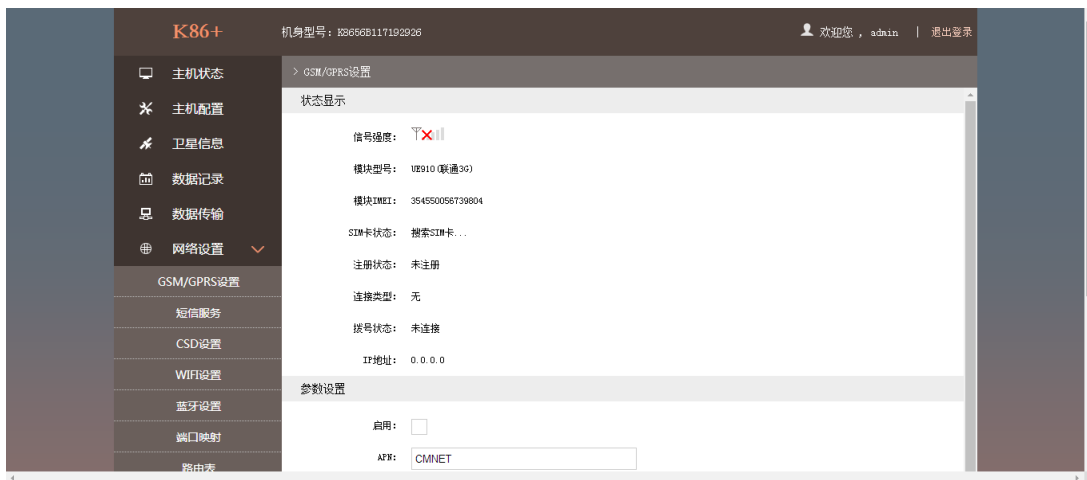 K86+
机身型号：K8656B117192926
欢迎您 , admin | 退出登录
主机状态
主机配置
卫星信息
数据记录
数据传输
网络设置
GSM/GPRS设置
短信服务
CSD设置
WIFI设置
蓝牙设置
端口映射
路由表
> GSM/GPRS设置
状态显示
信号强度：
模块型号： UE910(联通3G)
模块IMEI： 354550056739804
SIM卡状态： 搜索SIM卡...
注册状态： 未注册
连接类型： 无
拨号状态： 未连接
IP地址： 0.0.0.0
参数设置
启用：
APN： CMNET